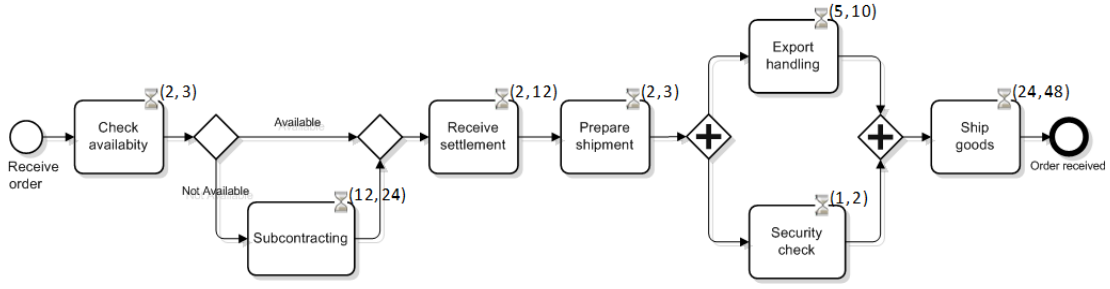 Receive
order
(2,3)
Check
availabity
Available
Not Available
(12,24)
Subcontracting
(2,12)
Receive
settlement
(2,3)
Prepare
shipment
(5,10)
Export
handling
(1,2)
Security
check
(24,48)
Ship
goods
Order received